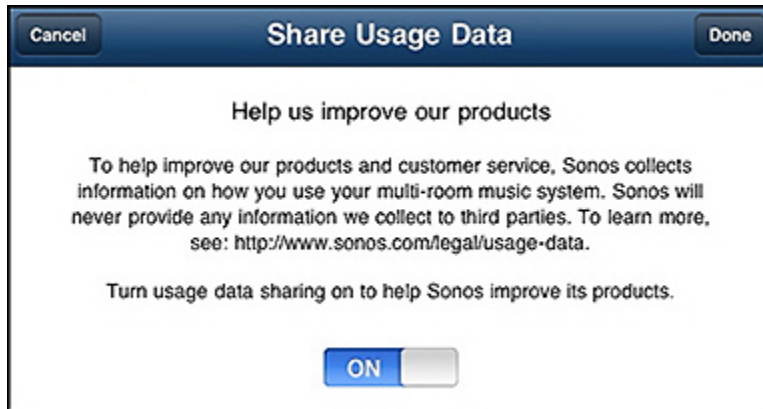 Cancel Share Usage Data Done
Help us improve our products
To help improve our products and customer service, Sonos collects
information on how you use your multi-room music system. Sonos will
never provide any information we collect to third parties. To learn more,
see: http://www.sonos.com/legal/usage-data.
Turn usage data sharing on to help Sonos improve its products.
ON